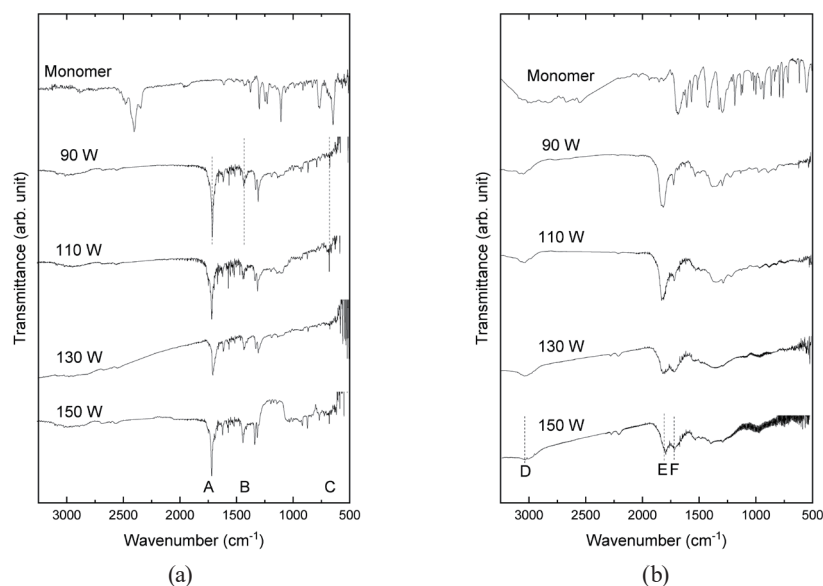 Monomer
90 W
110 W
130 W
150 W
A B C
3000 2500 2000 1500 1000 500
Wavenumber (cm⁻¹)
Transmittance (arb. unit)
(a)
Monomer
90 W
110 W
130 W
150 W
D E F
3000 2500 2000 1500 1000 500
Wavenumber (cm⁻¹)
Transmittance (arb. unit)
(b)